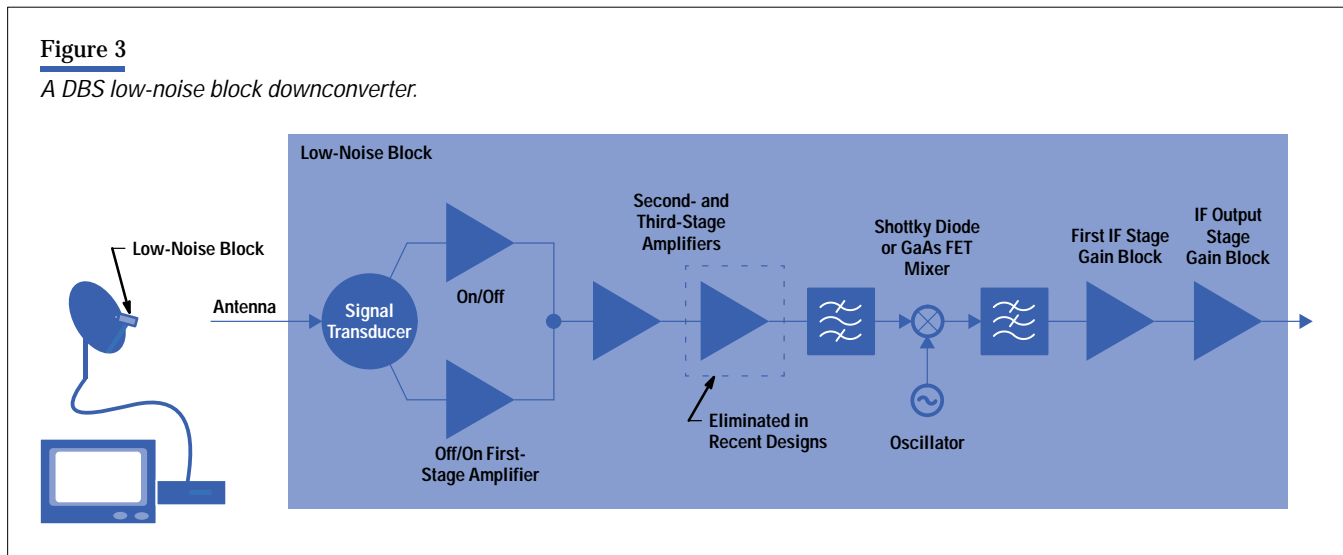 Figure 3
A DBS low-noise block downconverter.
Low-Noise Block
Low-Noise Block
Antenna
Signal
Transducer
On/Off
Off/On First-
Stage Amplifier
Second- and
Third-Stage
Amplifiers
Eliminated in
Recent Designs
Shottky Diode
or GaAs FET
Mixer
Oscillator
First IF Stage
Gain Block
IF Output
Stage
Gain Block